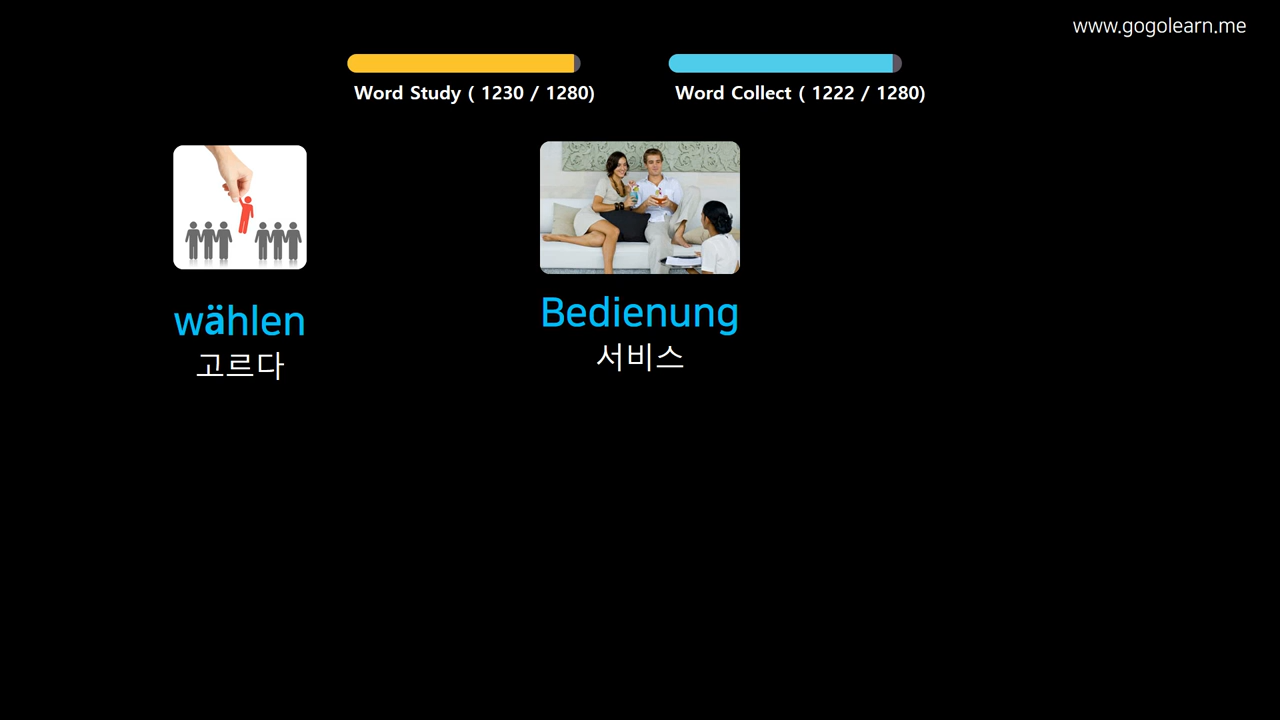 www.gogolearn.me
Word Study ( 1230 / 1280)
Word Collect ( 1222 / 1280)
wählen
고르다
Bedienung
서비스